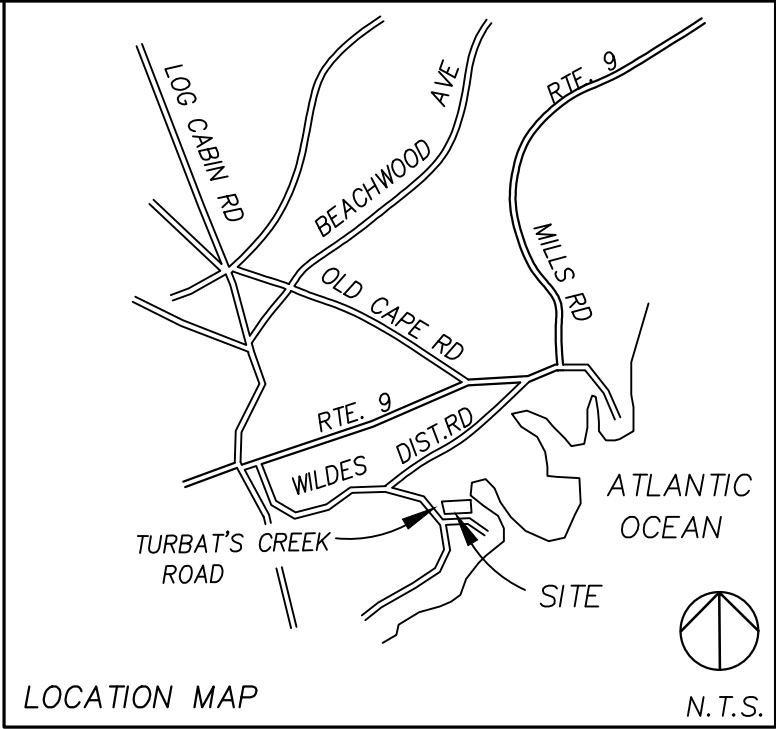 LOG CABIN RD
BEACHWOOD AVE
RTE. 9
MILLS RD
OLD CAPE RD
RTE. 9
WILDES DIST.RD
ATLANTIC
OCEAN
TURBAT'S CREEK
ROAD
SITE
LOCATION MAP
N.T.S.